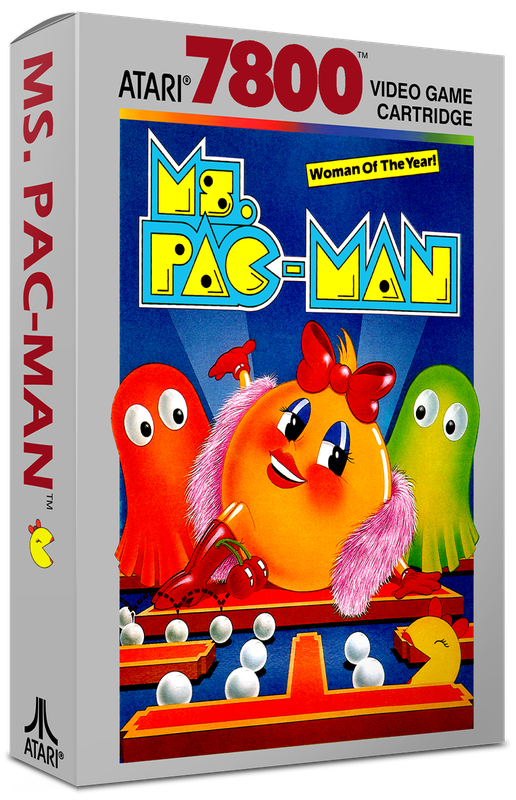 MS. PAC-MAN™
ATARI®
ATARI® 7800™
VIDEO GAME
CARTRIDGE
Woman Of The Year!
Ms.
PAC-MAN